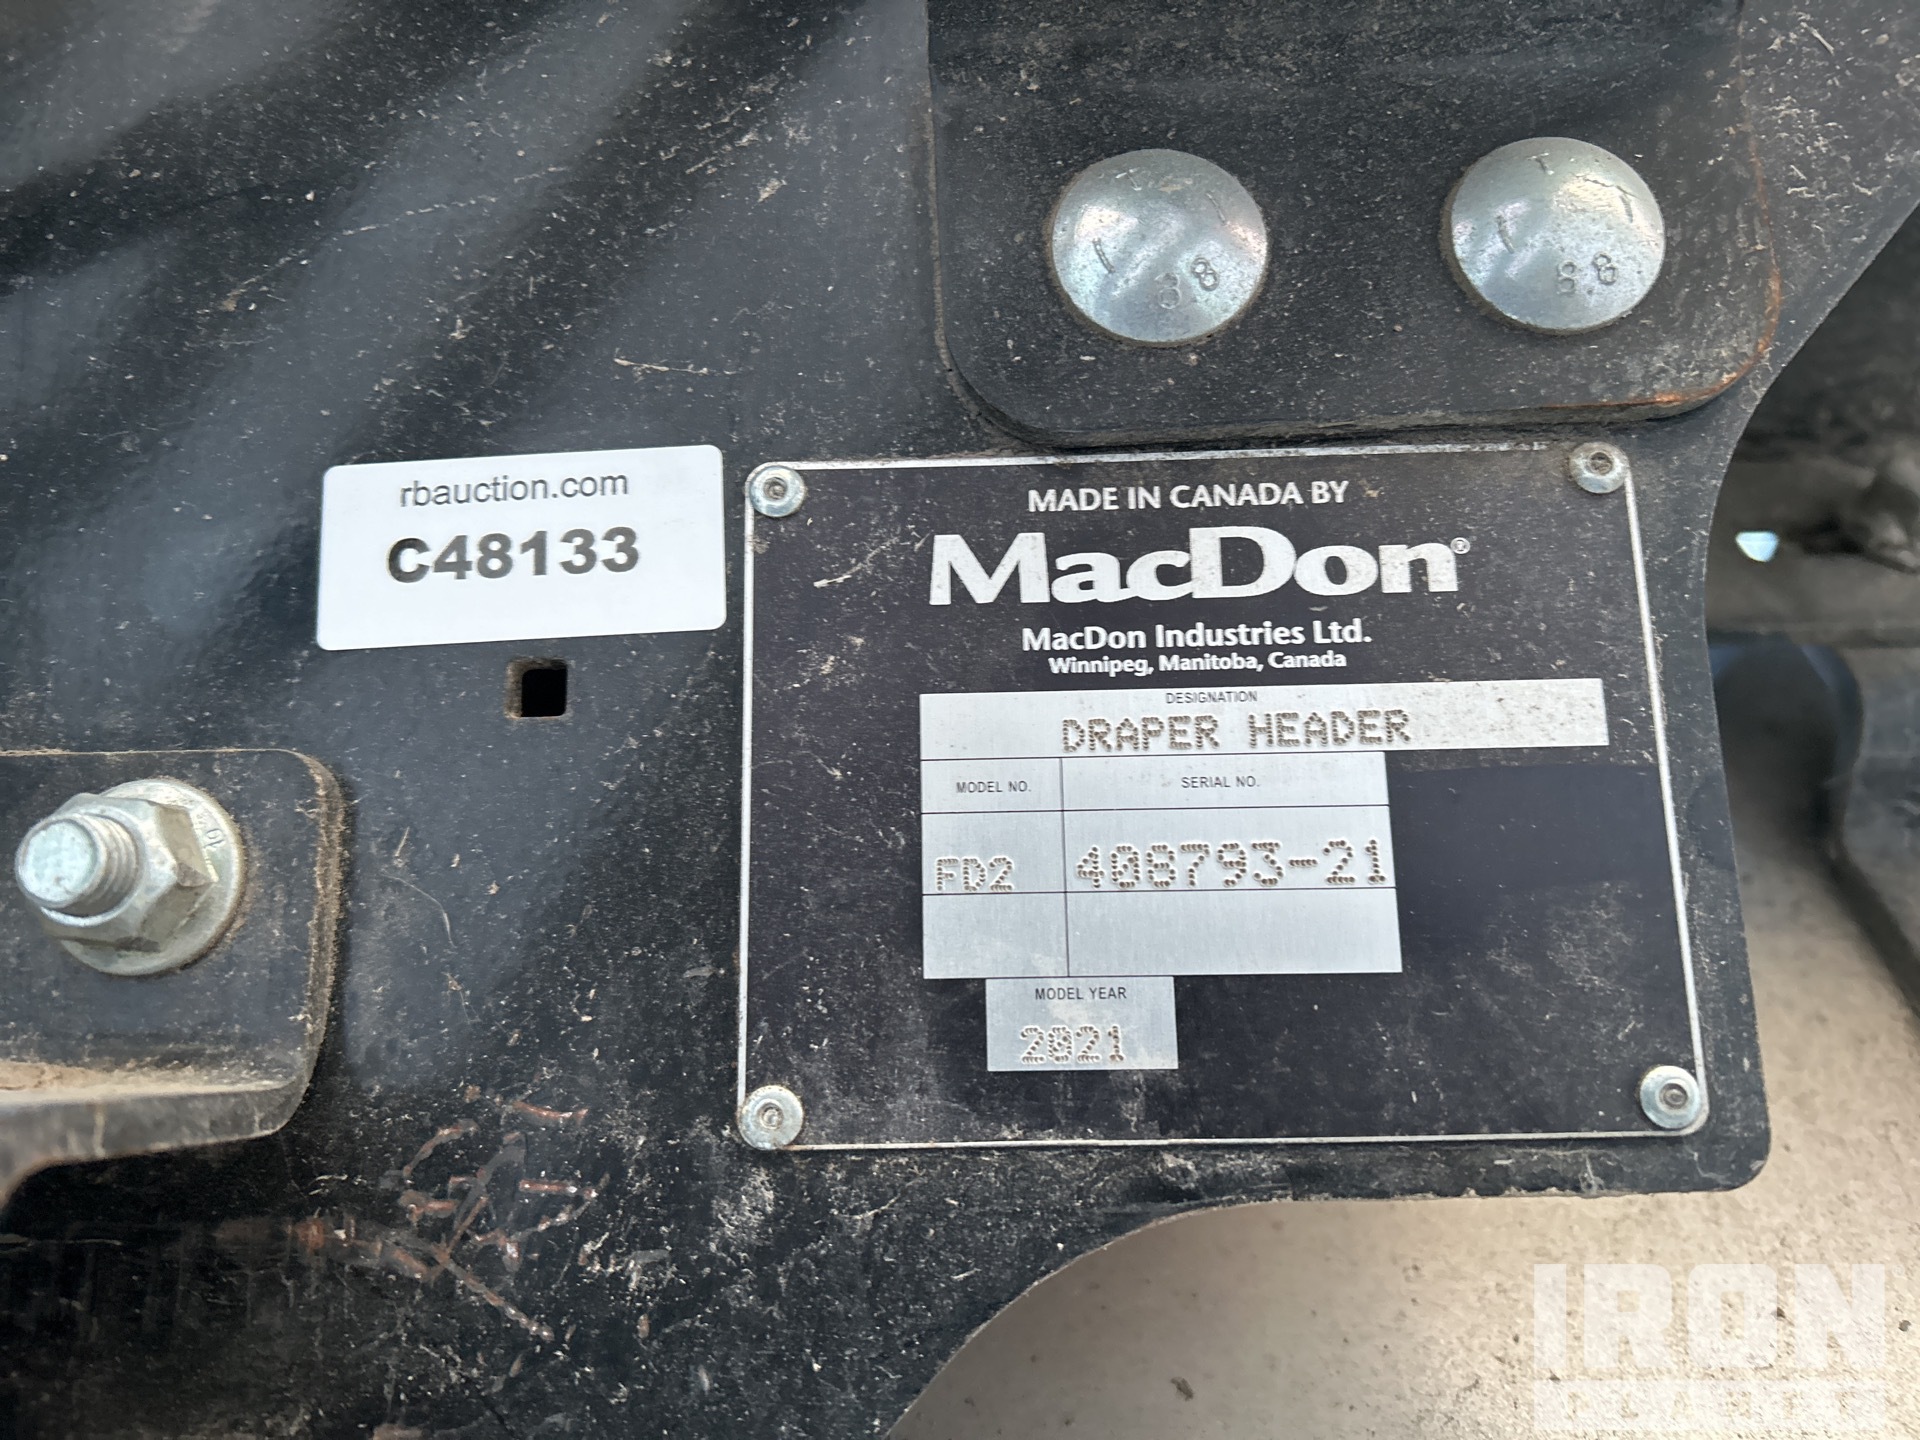 8.8
8.8
rbauction.com
C48133
MADE IN CANADA BY
MacDon®
MacDon Industries Ltd.
Winnipeg, Manitoba, Canada
DESIGNATION
DRAPER HEADER
MODEL NO. SERIAL NO.
FD2 408793-21
MODEL YEAR
2021
IRON